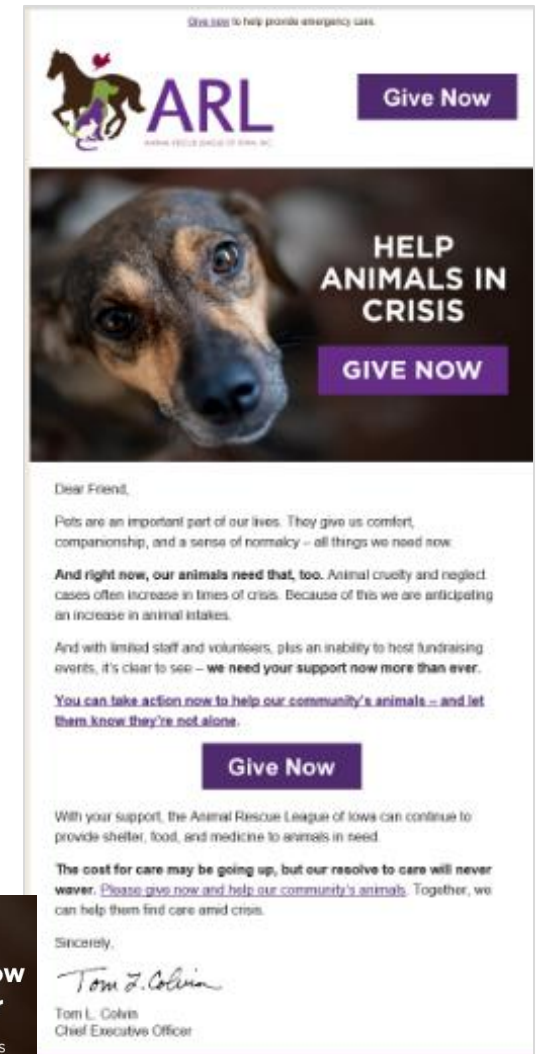 Give now to help provide emergency care.
ARL
ANIMAL RESCUE LEAGUE OF IOWA, INC.
Give Now
HELP
ANIMALS IN
CRISIS
GIVE NOW
Dear Friend,
Pets are an important part of our lives. They give us comfort,
companionship, and a sense of normalcy – all things we need now.
And right now, our animals need that, too. Animal cruelty and neglect
cases often increase in times of crisis. Because of this we are anticipating
an increase in animal intakes.
And with limited staff and volunteers, plus an inability to host fundraising
events, it's clear to see – we need your support now more than ever.
You can take action now to help our community's animals – and let
them know they're not alone.
Give Now
With your support, the Animal Rescue League of Iowa can continue to
provide shelter, food, and medicine to animals in need.
The cost for care may be going up, but our resolve to care will never
waver. Please give now and help our community's animals. Together, we
can help them find care amid crisis.
Sincerely,
Tom L. Colvin
Tom L. Colvin
Chief Executive Officer